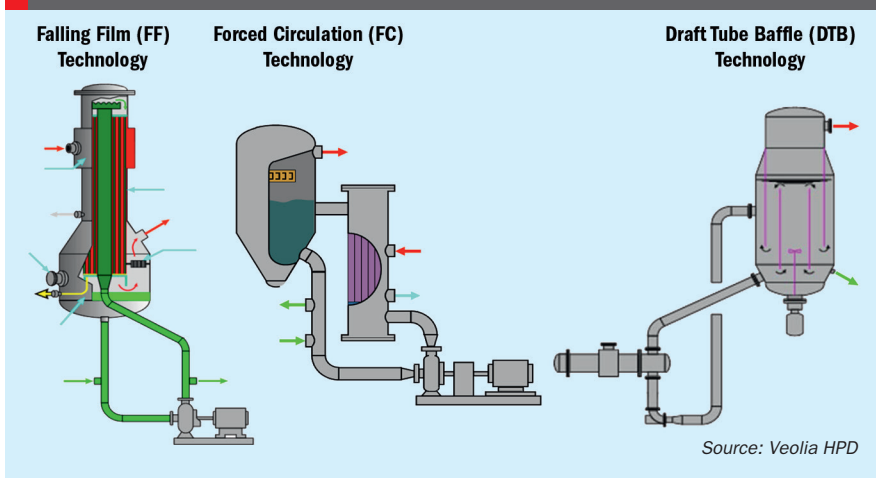 Falling Film (FF)
Technology
Forced Circulation (FC)
Technology
Draft Tube Baffle (DTB)
Technology
Source: Veolia HPD